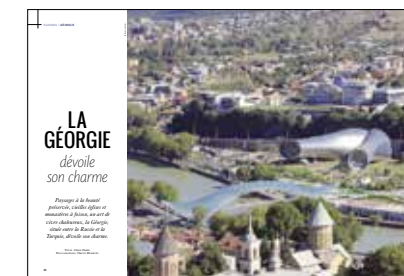 LA
GÉORGIE
dévoile
son charme
Paysages à la beauté
préservée, vieilles églises et
monastères à foison, un art de
vivre chaleureux, la Géorgie,
située entre la Russie et la
Turquie, dévoile son charme.